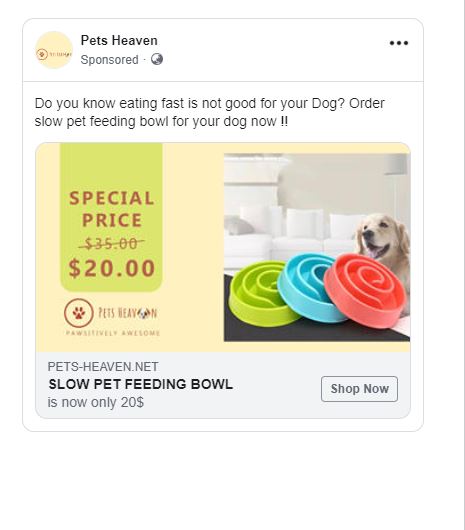 Pets Heaven
Sponsored ·
Do you know eating fast is not good for your Dog? Order
slow pet feeding bowl for your dog now !!
SPECIAL
PRICE
$35.00
$20.00
PETS HEAVEN
PAWSITIVELY AWESOME
PETS-HEAVEN.NET
SLOW PET FEEDING BOWL
is now only 20$
Shop Now